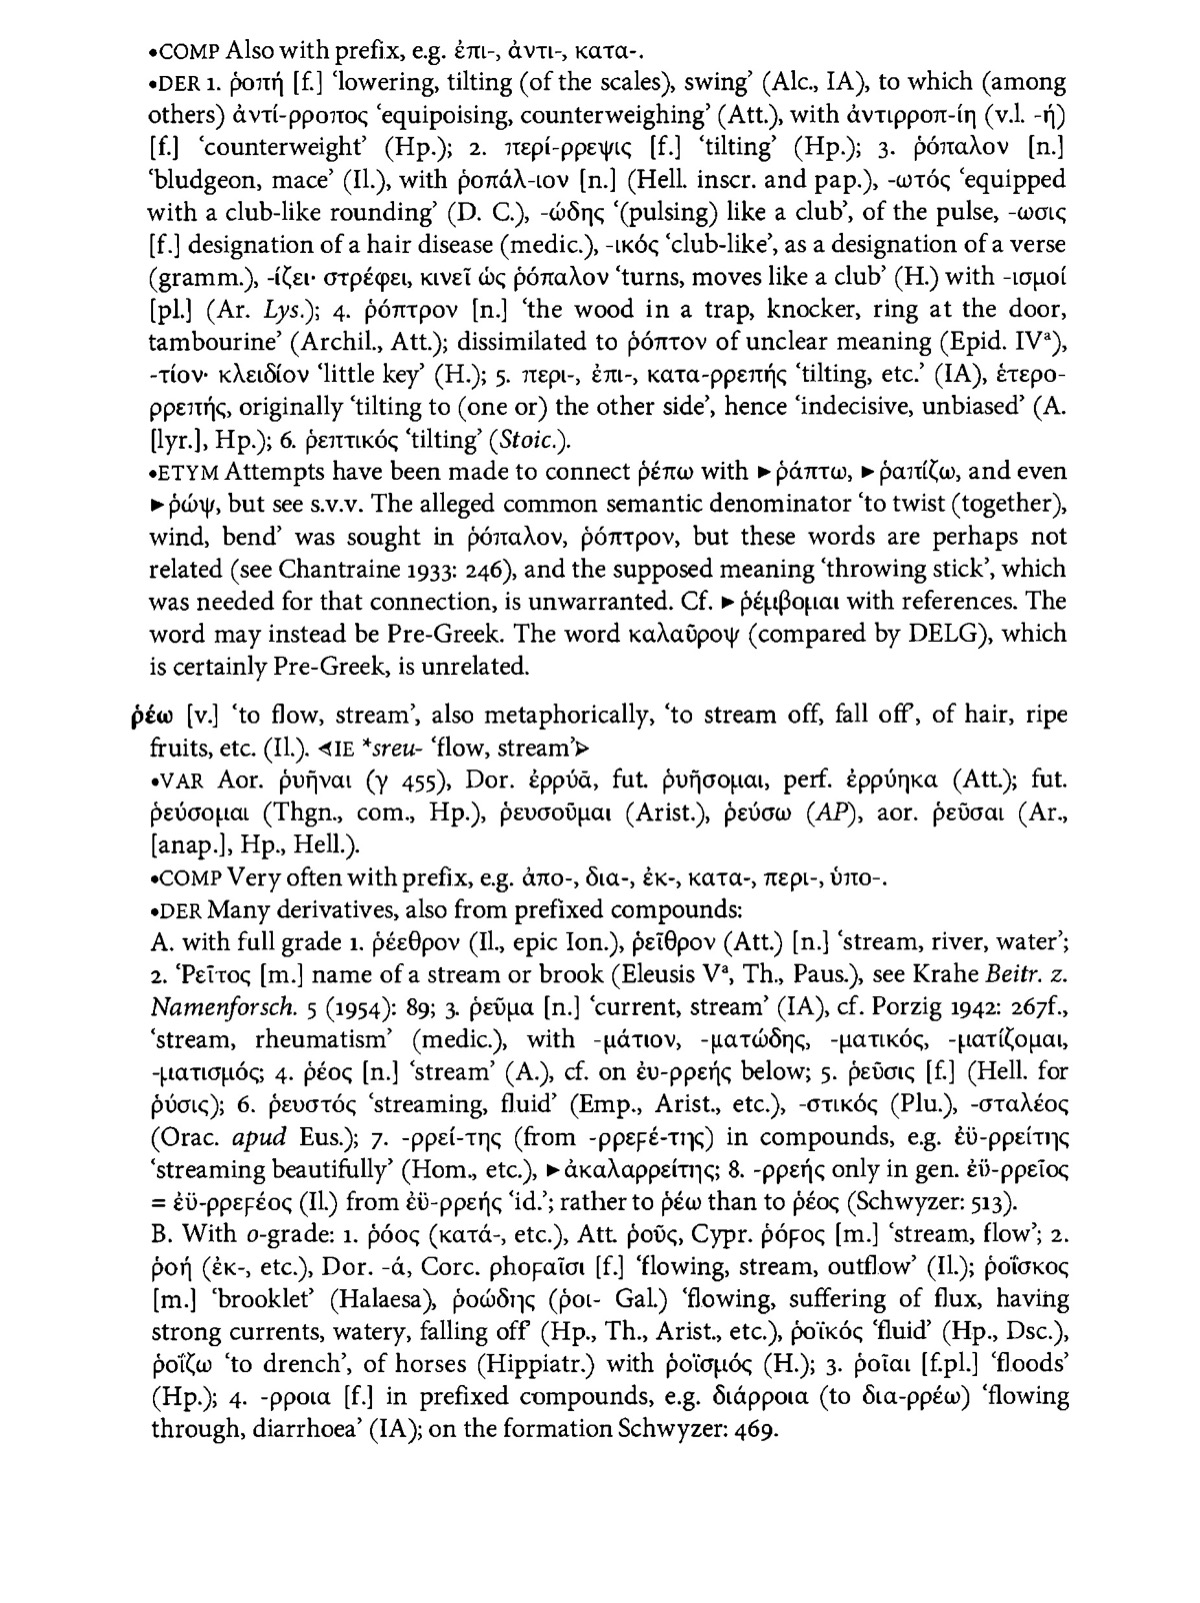 •COMP Also with prefix, e.g. ἐπι-, ἀντι-, κατα-.
•DER 1. ῥοπή [f.] ‘lowering, tilting (of the scales), swing’ (Alc., IA), to which (among
others) ἀντί-ρροπος ‘equipoising, counterweighing’ (Att.), with ἀντιρροπ-ίη (v.l. -ή)
[f.] ‘counterweight’ (Hp.); 2. περί-ρρεψις [f.] ‘tilting’ (Hp.); 3. ῥόπαλον [n.]
‘bludgeon, mace’ (Il.), with ῥοπάλ-ιον [n.] (Hell. inscr. and pap.), -ωτός ‘equipped
with a club-like rounding’ (D. C.), -ώδης ‘(pulsing) like a club’, of the pulse, -ωσις
[f.] designation of a hair disease (medic.), -ικός ‘club-like’, as a designation of a verse
(gramm.), -ίζει· στρέφει, κινεῖ ὡς ῥόπαλον ‘turns, moves like a club’ (H.) with -ισμοί
[pl.] (Ar. Lys.); 4. ῥόπτρον [n.] ‘the wood in a trap, knocker, ring at the door,
tambourine’ (Archil., Att.); dissimilated to ῥόπτον of unclear meaning (Epid. IVᵃ),
-τίον· κλειδίον ‘little key’ (H.); 5. περι-, ἐπι-, κατα-ρρεπής ‘tilting, etc.’ (IA), ἑτερο-
ρρεπής, originally ‘tilting to (one or) the other side’, hence ‘indecisive, unbiased’ (A.
[lyr.], Hp.); 6. ῥεπτικός ‘tilting’ (Stoic.).
•ETYM Attempts have been made to connect ῥέπω with ►ῥάπτω, ►ῥαπίζω, and even
►ῥώψ, but see s.v.v. The alleged common semantic denominator ‘to twist (together),
wind, bend’ was sought in ῥόπαλον, ῥόπτρον, but these words are perhaps not
related (see Chantraine 1933: 246), and the supposed meaning ‘throwing stick’, which
was needed for that connection, is unwarranted. Cf. ►ῥέμβομαι with references. The
word may instead be Pre-Greek. The word καλαῦροψ (compared by DELG), which
is certainly Pre-Greek, is unrelated.
ῥέω [v.] ‘to flow, stream’, also metaphorically, ‘to stream off, fall off’, of hair, ripe
fruits, etc. (Il.). ⊲IE *sreu- ‘flow, stream’⊳
•VAR Aor. ῥυῆναι (γ 455), Dor. ἐρρύᾱ, fut. ῥυῆσομαι, perf. ἐρρύηκα (Att.); fut.
ῥεύσομαι (Thgn., com., Hp.), ῥευσοῦμαι (Arist.), ῥεύσω (AP), aor. ῥεῦσαι (Ar.,
[anap.], Hp., Hell.).
•COMP Very often with prefix, e.g. ἀπο-, δια-, ἐκ-, κατα-, περι-, ὑπο-.
•DER Many derivatives, also from prefixed compounds:
A. with full grade 1. ῥέεθρον (Il., epic Ion.), ῥεῖθρον (Att.) [n.] ‘stream, river, water’;
2. Ῥεῖτος [m.] name of a stream or brook (Eleusis Vᵃ, Th., Paus.), see Krahe Beitr. z.
Namenforsch. 5 (1954): 89; 3. ῥεῦμα [n.] ‘current, stream’ (IA), cf. Porzig 1942: 267f.,
‘stream, rheumatism’ (medic.), with -μάτιον, -ματώδης, -ματικός, -ματίζομαι,
-ματισμός; 4. ῥέος [n.] ‘stream’ (A.), cf. on ἐυ-ρρεής below; 5. ῥεῦσις [f.] (Hell. for
ῥύσις); 6. ῥευστός ‘streaming, fluid’ (Emp., Arist., etc.), -στικός (Plu.), -σταλέος
(Orac. apud Eus.); 7. -ρρεί-της (from -ρρεϝέ-της) in compounds, e.g. ἐϋ-ρρείτης
‘streaming beautifully’ (Hom., etc.), ►ἀκαλαρρείτης; 8. -ρρεής only in gen. ἐϋ-ρρεῖος
= ἐϋ-ρρεϝέος (Il.) from ἐϋ-ρρεής ‘id.’; rather to ῥέω than to ῥέος (Schwyzer: 513).
B. With o-grade: 1. ῥόος (κατά-, etc.), Att. ῥοῦς, Cypr. ῥόϝος [m.] ‘stream, flow’; 2.
ῥοή (ἐκ-, etc.), Dor. -ά, Corc. ρhοϝαῖσι [f.] ‘flowing, stream, outflow’ (Il.); ῥοΐσκος
[m.] ‘brooklet’ (Halaesa), ῥοώδης (ῥοι- Gal.) ‘flowing, suffering of flux, having
strong currents, watery, falling off’ (Hp., Th., Arist., etc.), ῥοϊκός ‘fluid’ (Hp., Dsc.),
ῥοΐζω ‘to drench’, of horses (Hippiatr.) with ῥοϊσμός (H.); 3. ῥοῖαι [f.pl.] ‘floods’
(Hp.); 4. -ρροια [f.] in prefixed compounds, e.g. διάρροια (to δια-ρρέω) ‘flowing
through, diarrhoea’ (IA); on the formation Schwyzer: 469.